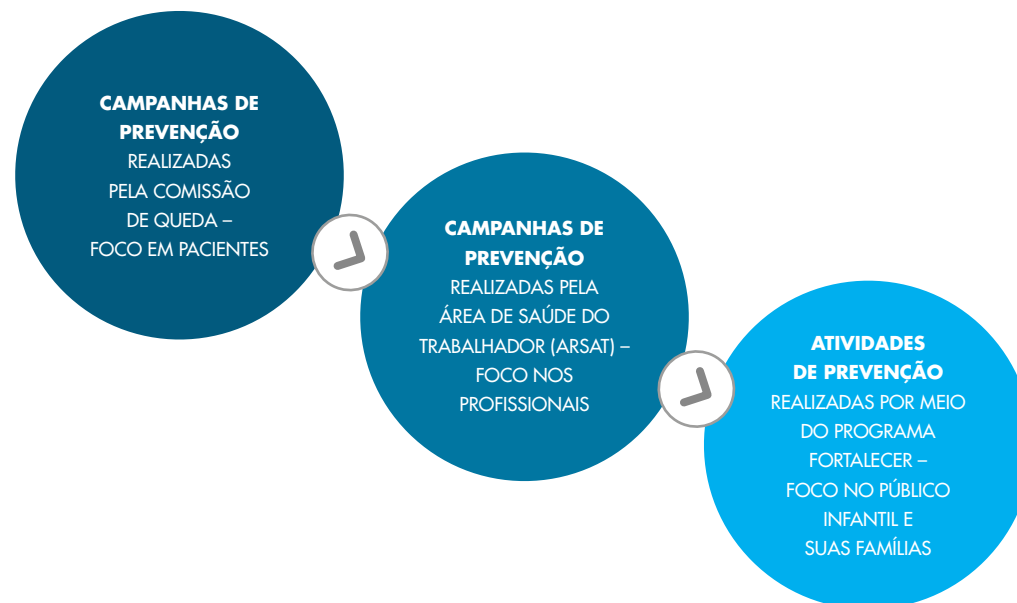 CAMPANHAS DE
PREVENÇÃO
REALIZADAS
PELA COMISSÃO
DE QUEDA –
FOCO EM PACIENTES
CAMPANHAS DE
PREVENÇÃO
REALIZADAS PELA
ÁREA DE SAÚDE DO
TRABALHADOR (ARSAT) –
FOCO NOS
PROFISSIONAIS
ATIVIDADES
DE PREVENÇÃO
REALIZADAS POR MEIO
DO PROGRAMA
FORTALECER –
FOCO NO PÚBLICO
INFANTIL E
SUAS FAMÍLIAS